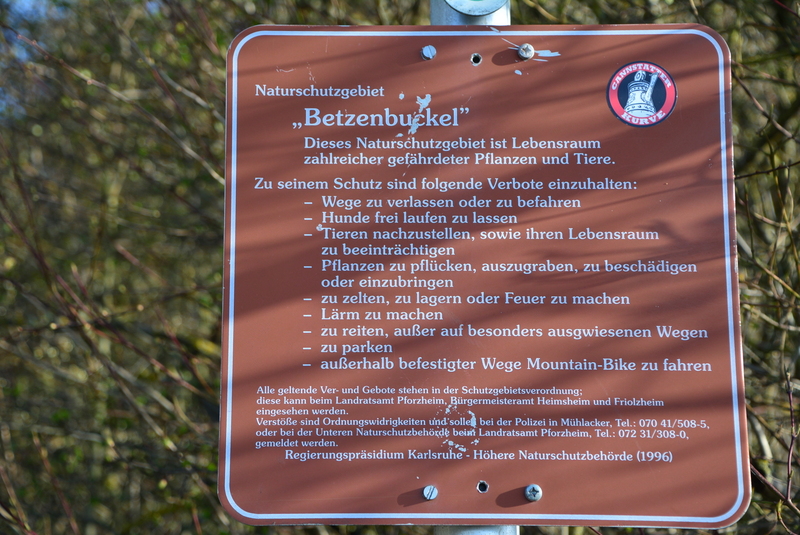 Naturschutzgebiet
„Betzenbuckel”
Dieses Naturschutzgebiet ist Lebensraum
zahlreicher gefährdeter Pflanzen und Tiere.
Zu seinem Schutz sind folgende Verbote einzuhalten:
– Wege zu verlassen oder zu befahren
– Hunde frei laufen zu lassen
– Tieren nachzustellen, sowie ihren Lebensraum
zu beeinträchtigen
– Pflanzen zu pflücken, auszugraben, zu beschädigen
oder einzubringen
– zu zelten, zu lagern oder Feuer zu machen
– Lärm zu machen
– zu reiten, außer auf besonders ausgwiesenen Wegen
– zu parken
– außerhalb befestigter Wege Mountain-Bike zu fahren
Alle geltende Ver- und Gebote stehen in der Schutzgebietsverordnung;
diese kann beim Landratsamt Pforzheim, Bürgermeisteramt Heimsheim und Friolzheim
eingesehen werden.
Verstöße sind Ordnungswidrigkeiten und sollen bei der Polizei in Mühlacker, Tel.: 070 41/508-5,
oder bei der Unteren Naturschutzbehörde beim Landratsamt Pforzheim, Tel.: 072 31/308-0,
gemeldet werden.
Regierungspräsidium Karlsruhe - Höhere Naturschutzbehörde (1996)
CANNSTATTER
KURVE